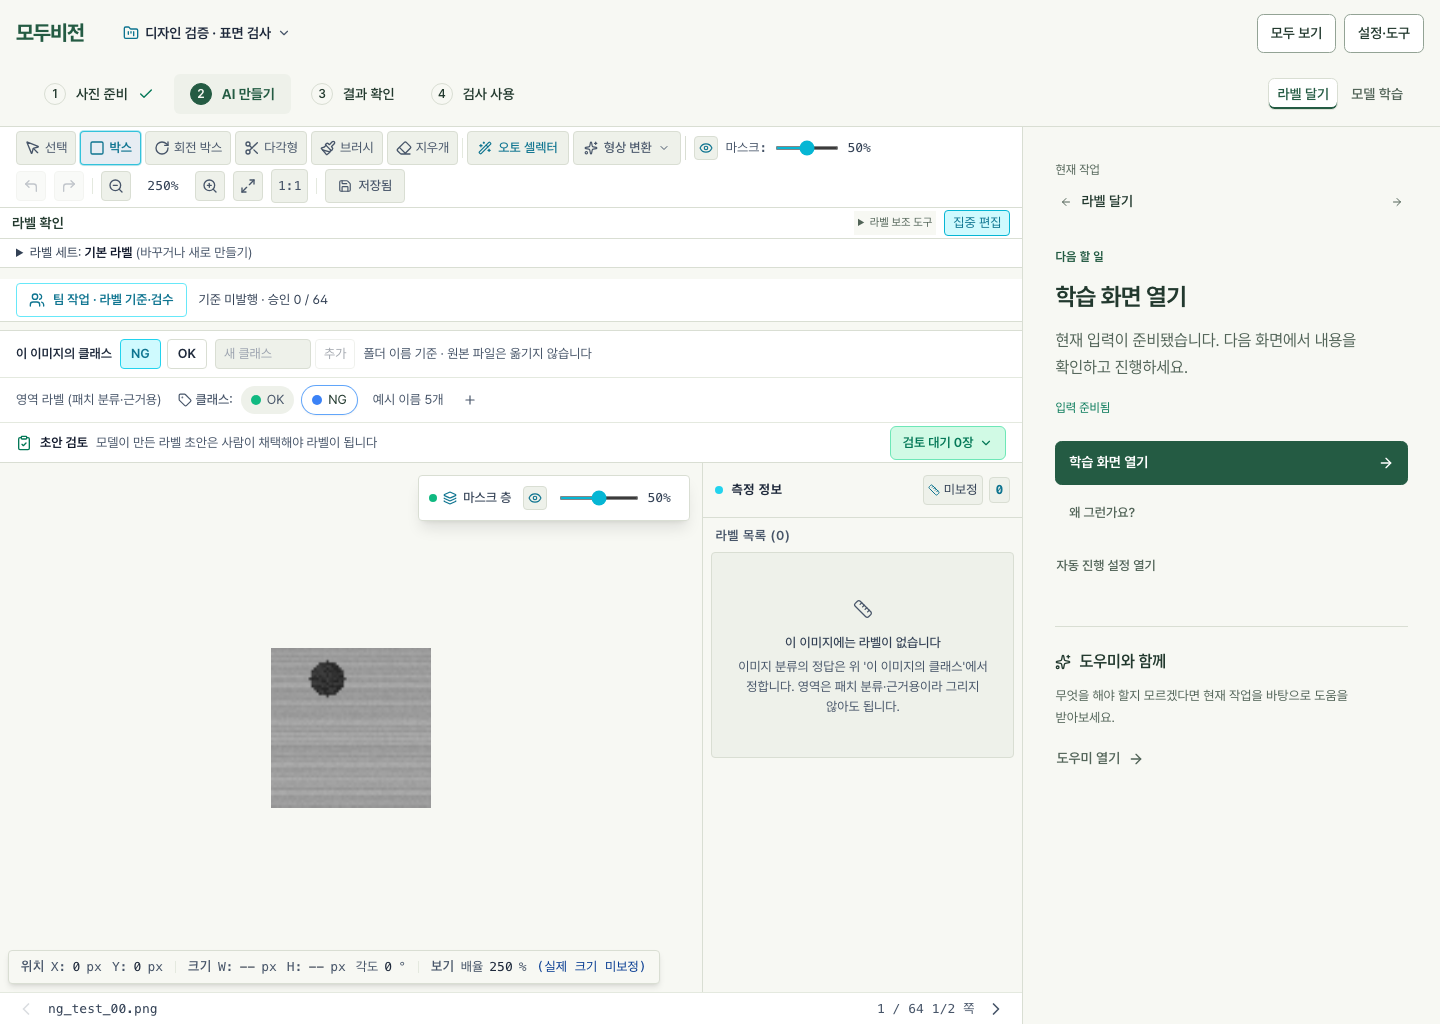 모두비전
디자인 검증 · 표면 검사
모두 보기
설정·도구
1 사진 준비
2 AI 만들기
3 결과 확인
4 검사 사용
라벨 달기
모델 학습
선택
박스
회전 박스
다각형
브러시
지우개
오토 셀렉터
형상 변환
마스크: 50%
250%
1:1
저장됨
라벨 확인
▶ 라벨 보조 도구
집중 편집
▶ 라벨 세트: 기본 라벨 (바꾸거나 새로 만들기)
팀 작업 · 라벨 기준·검수
기준 미발행 · 승인 0 / 64
이 이미지의 클래스
NG
OK
새 클래스
추가
폴더 이름 기준 · 원본 파일은 옮기지 않습니다
영역 라벨 (패치 분류·근거용)
클래스:
OK
NG
예시 이름 5개
+
초안 검토 모델이 만든 라벨 초안은 사람이 채택해야 라벨이 됩니다
검토 대기 0장
마스크 층
50%
측정 정보
미보정
0
라벨 목록 (0)
이 이미지에는 라벨이 없습니다
이미지 분류의 정답은 위 '이 이미지의 클래스'에서
정합니다. 영역은 패치 분류·근거용이라 그리지
않아도 됩니다.
위치 X: 0 px Y: 0 px
크기 W: -- px H: -- px 각도 0 °
보기 배율 250 % (실제 크기 미보정)
ng_test_00.png
1 / 64 1/2 쪽
현재 작업
← 라벨 달기 →
다음 할 일
학습 화면 열기
현재 입력이 준비됐습니다. 다음 화면에서 내용을
확인하고 진행하세요.
입력 준비됨
학습 화면 열기 →
왜 그런가요?
자동 진행 설정 열기
도우미와 함께
무엇을 해야 할지 모르겠다면 현재 작업을 바탕으로 도움을
받아보세요.
도우미 열기 →